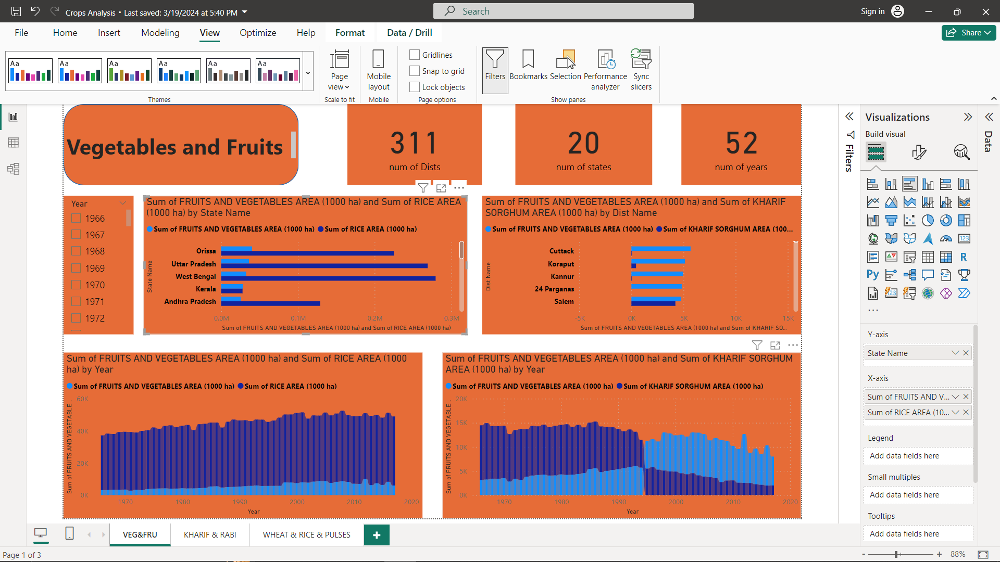 Crops Analysis • Last saved: 3/19/2024 at 5:40 PM
Search
Sign in
File
Home
Insert
Modeling
View
Optimize
Help
Format
Data / Drill
Share
Aa
Aa
Aa
Aa
Aa
Aa
Themes
Page
view
Scale to fit
Mobile
layout
Mobile
Gridlines
Snap to grid
Lock objects
Page options
Filters
Bookmarks
Selection
Performance
analyzer
Sync
slicers
Show panes
Vegetables and Fruits
311
num of Dists
20
num of states
52
num of years
Year
1966
1967
1968
1969
1970
1971
1972
Sum of FRUITS AND VEGETABLES AREA (1000 ha) and Sum of RICE AREA
(1000 ha) by State Name
Sum of FRUITS AND VEGETABLES AREA (1000 ha) Sum of RICE AREA (1000 ha)
State Name
Orissa
Uttar Pradesh
West Bengal
Kerala
Andhra Pradesh
0.0M 0.1M 0.2M 0.3M
Sum of FRUITS AND VEGETABLES AREA (1000 ha) and Sum of RICE AREA (1000 ha)
Sum of FRUITS AND VEGETABLES AREA (1000 ha) and Sum of KHARIF
SORGHUM AREA (1000 ha) by Dist Name
Sum of FRUITS AND VEGETABLES AREA (1000 ha) Sum of KHARIF SORGHUM AREA (100...
Dist Name
Cuttack
Koraput
Kannur
24 Parganas
Salem
-5K 0K 5K 10K 15K
Sum of FRUITS AND VEGETABLES AREA (1000 ha) and Sum of KHARIF SO...
Sum of FRUITS AND VEGETABLES AREA (1000 ha) and Sum of RICE AREA (1000
ha) by Year
Sum of FRUITS AND VEGETABLES AREA (1000 ha) Sum of RICE AREA (1000 ha)
Sum of FRUITS AND VEGETABLE...
60K
40K
20K
0K
1970 1980 1990 2000 2010 2020
Year
Sum of FRUITS AND VEGETABLES AREA (1000 ha) and Sum of KHARIF SORGHUM
AREA (1000 ha) by Year
Sum of FRUITS AND VEGETABLES AREA (1000 ha) Sum of KHARIF SORGHUM AREA (1000 ha)
Sum of FRUITS AND VEGETABLE...
20K
15K
10K
5K
0K
1970 1980 1990 2000 2010 2020
Year
Filters
Visualizations
Build visual
123
R
Py
123
...
Y-axis
State Name
X-axis
Sum of FRUITS AND V...
Sum of RICE AREA (10...
Legend
Add data fields here
Small multiples
Add data fields here
Tooltips
Add data fields here
Data
VEG&FRU
KHARIF & RABI
WHEAT & RICE & PULSES
Page 1 of 3
- + 88%